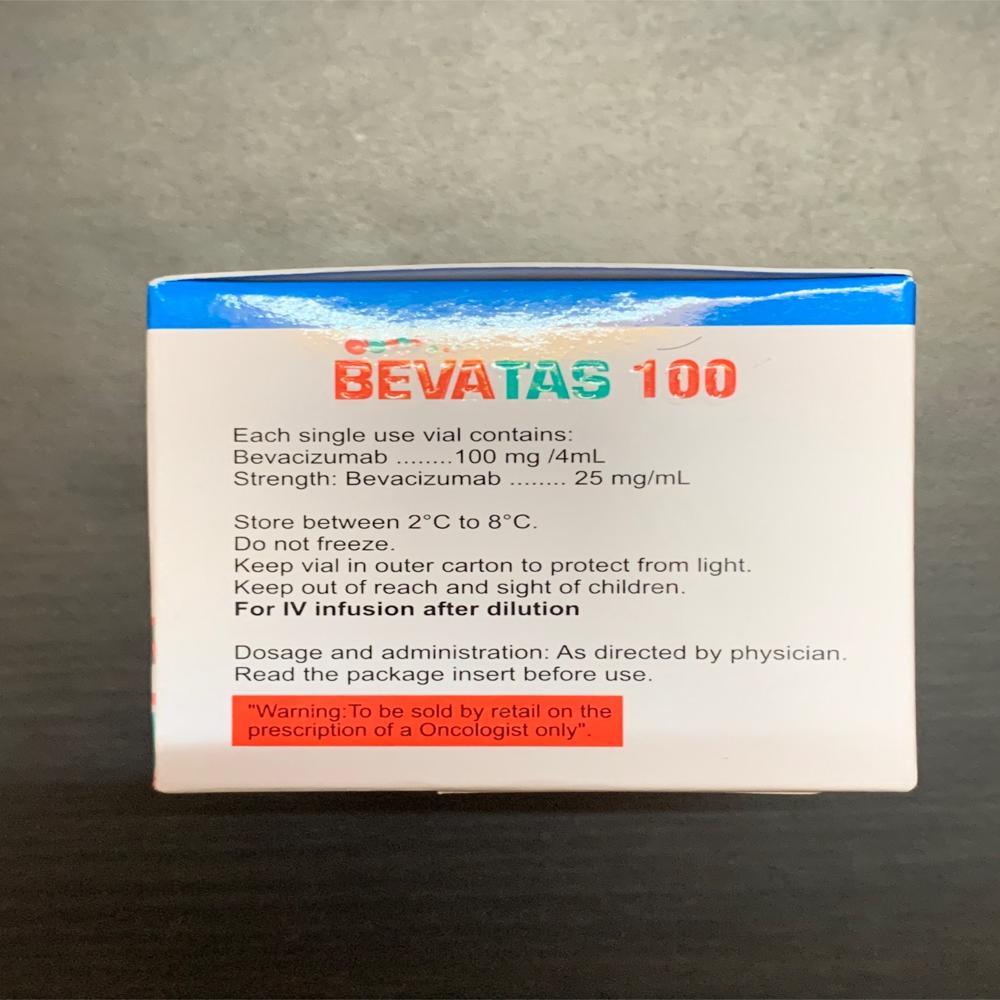 BEVATAS 100
Each single use vial contains:
Bevacizumab ........100 mg /4mL
Strength: Bevacizumab ........ 25 mg/mL
Store between 2°C to 8°C.
Do not freeze.
Keep vial in outer carton to protect from light.
Keep out of reach and sight of children.
For IV infusion after dilution
Dosage and administration: As directed by physician.
Read the package insert before use.
"Warning:To be sold by retail on the
prescription of a Oncologist only".